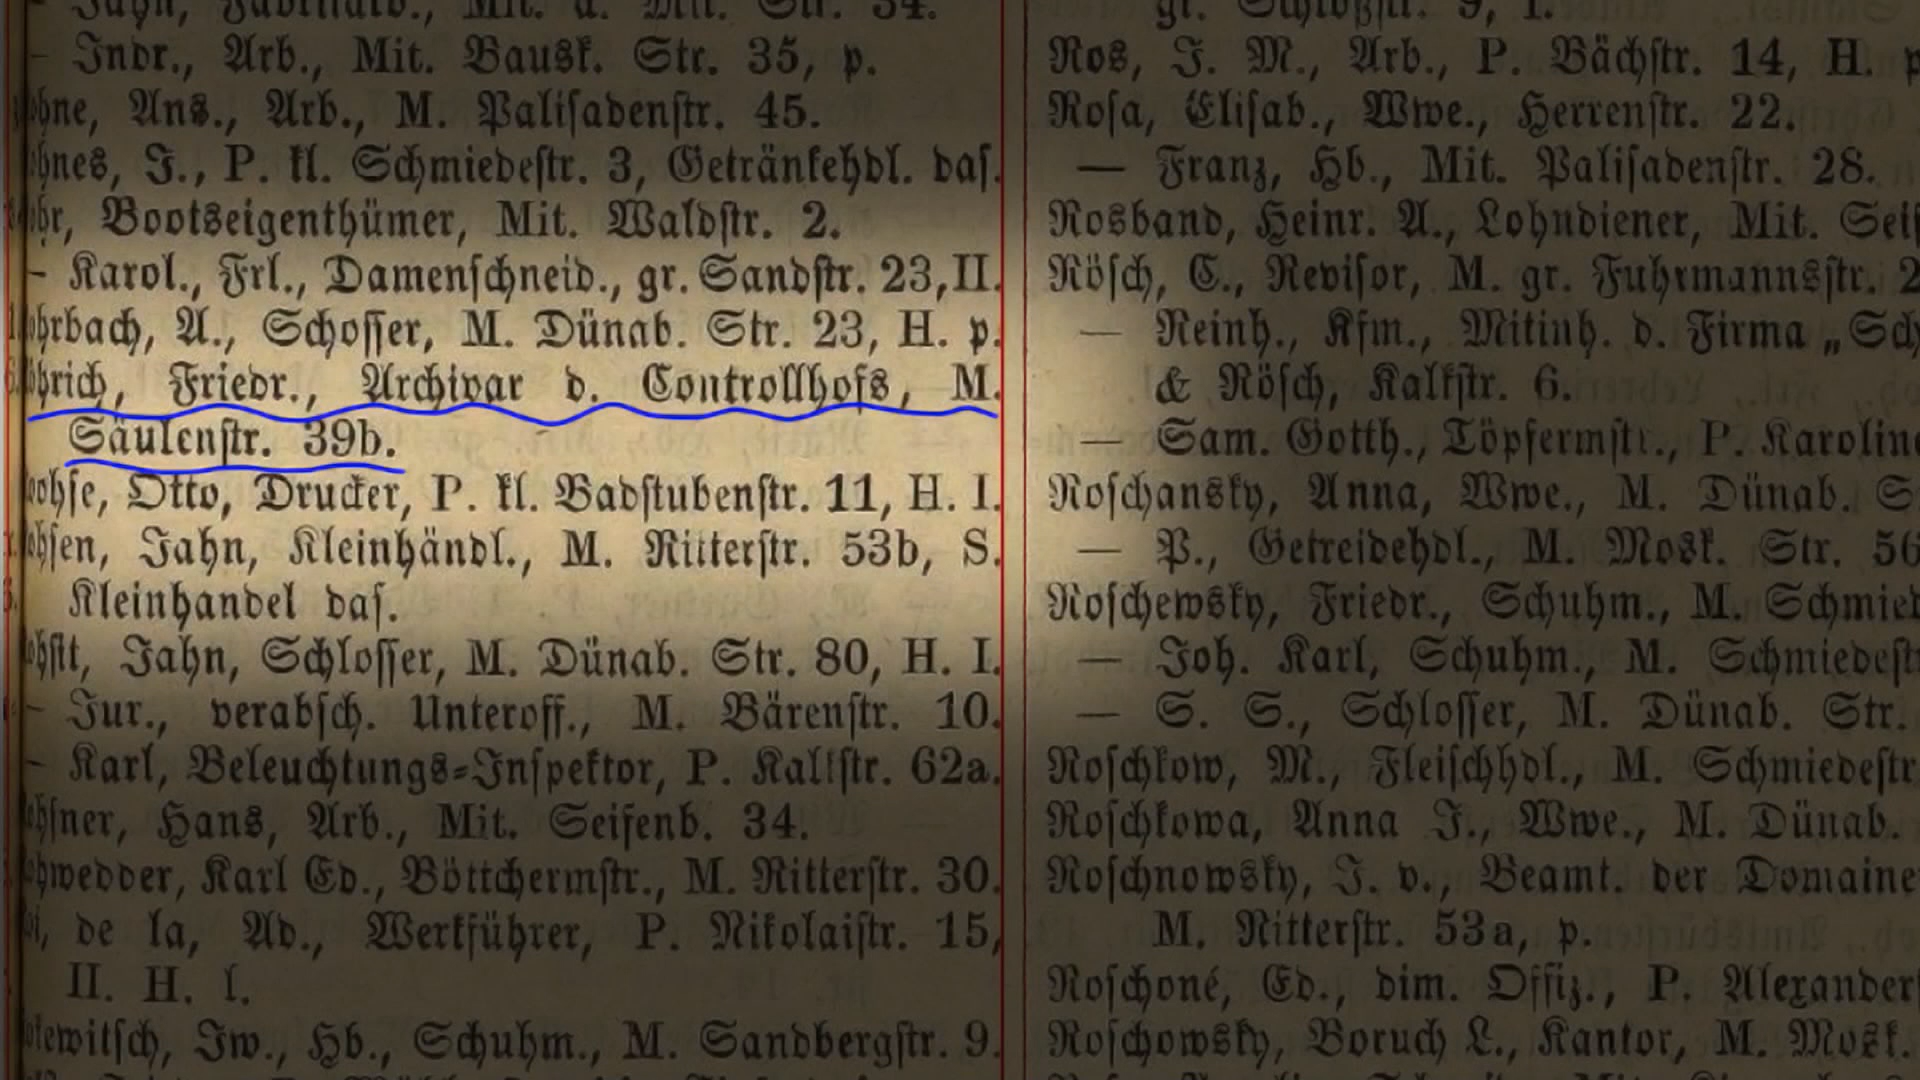 — Indr., Arb., Mit. Bausk. Str. 35, p.
Ans., Arb., M. Palisadenstr. 45.
J., P. kl. Schmiedestr. 3, Getränkehdl. das.
Bootseigenthümer, Mit. Waldstr. 2.
— Karol., Frl., Damenschneid., gr. Sandstr. 23, II.
A., Schosser, M. Dünab. Str. 23, H. p.
Friedr., Archivar d. Controllhofs, M.
Säulenstr. 39b.
Otto, Drucker, P. kl. Badstubenstr. 11, H. I.
Jahn, Kleinhändl., M. Ritterstr. 53b, S.
Kleinhandel das.
Jahn, Schlosser, M. Dünab. Str. 80, H. I.
— Jur., verabsch. Unteroff., M. Bärenstr. 10.
— Karl, Beleuchtungs-Inspektor, P. Kalkstr. 62a.
Hans, Arb., Mit. Seifenb. 34.
Karl Ed., Böttchermstr., M. Ritterstr. 30.
de la, Ad., Werkführer, P. Nikolaistr. 15,
II. H. l.
Iw., Hb., Schuhm., M. Sandbergstr. 9.
Ros, J. M., Arb., P. Bächstr. 14, H.
Rosa, Elisab., Wwe., Herrenstr. 22.
— Franz, Hb., Mit. Palisadenstr. 28.
Rosband, Heinr. A., Lohndiener, Mit.
Rösch, C., Revisor, M. gr. Fuhrmannsstr.
— Reinh., Kfm., Mitinh. d. Firma
& Rösch, Kalkstr. 6.
— Sam. Gotth., Töpfermstr., P.
Roschansky, Anna, Wwe., M. Dünab.
— P., Getreidehdl., M. Mosk. Str.
Roschewsky, Friedr., Schuhm., M.
— Joh. Karl, Schuhm., M.
— S. S., Schlosser, M. Dünab. Str.
Roschkow, M., Fleischhdl., M.
Roschkowa, Anna J., Wwe., M. Dünab.
Roschnowsky, J. v., Beamt. der
M. Ritterstr. 53a, p.
Roschoné, Ed., dim. Offiz., P.
Roschowsky, Boruch L., Kantor, M. Mosk.